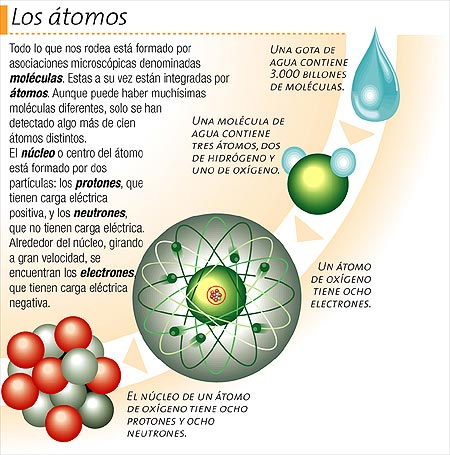 Los átomos
Todo lo que nos rodea está formado por
asociaciones microscópicas denominadas
moléculas. Estas a su vez están integradas por
átomos. Aunque puede haber muchísimas
moléculas diferentes, solo se han
detectado algo más de cien
átomos distintos.
El núcleo o centro del átomo
está formado por dos
partículas: los protones, que
tienen carga eléctrica
positiva, y los neutrones,
que no tienen carga eléctrica.
Alrededor del núcleo, girando
a gran velocidad, se
encuentran los electrones,
que tienen carga eléctrica
negativa.
UNA GOTA DE
AGUA CONTIENE
3.000 BILLONES
DE MOLÉCULAS.
UNA MOLÉCULA DE
AGUA CONTIENE
TRES ÁTOMOS, DOS
DE HIDRÓGENO Y
UNO DE OXÍGENO.
UN ÁTOMO
DE OXÍGENO
TIENE OCHO
ELECTRONES.
EL NÚCLEO DE UN ÁTOMO
DE OXÍGENO TIENE OCHO
PROTONES Y OCHO
NEUTRONES.